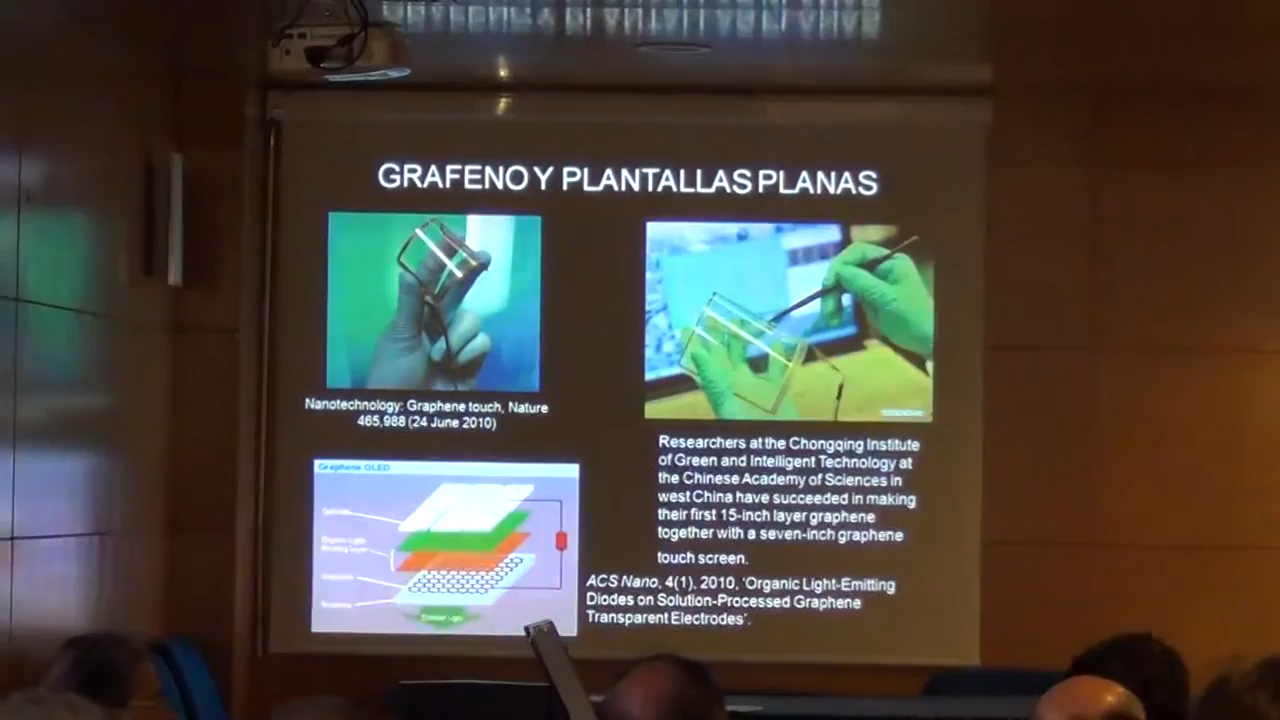 GRAFENO Y PLANTALLAS PLANAS
Nanotechnology: Graphene touch, Nature
465,988 (24 June 2010)
Graphene OLED
Researchers at the Chongqing Institute
of Green and Intelligent Technology at
the Chinese Academy of Sciences in
west China have succeeded in making
their first 15-inch layer graphene
together with a seven-inch graphene
touch screen.
ACS Nano, 4(1), 2010, 'Organic Light-Emitting
Diodes on Solution-Processed Graphene
Transparent Electrodes'.